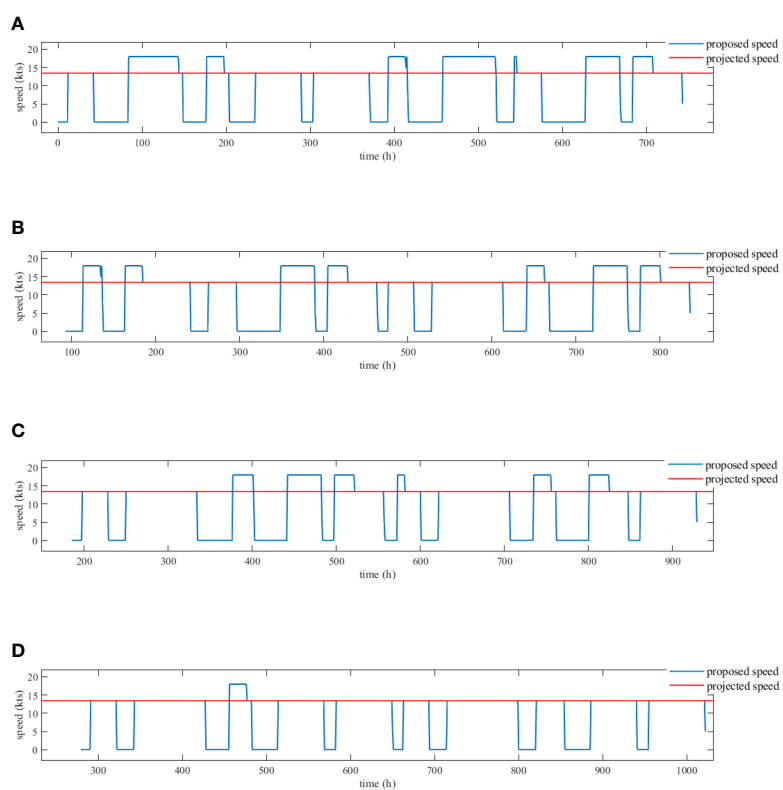 A
proposed speed
projected speed
speed (kts)
20
15
10
5
0
0 100 200 300 400 500 600 700
time (h)
B
proposed speed
projected speed
speed (kts)
20
15
10
5
0
100 200 300 400 500 600 700 800
time (h)
C
proposed speed
projected speed
speed (kts)
20
15
10
5
0
200 300 400 500 600 700 800 900
time (h)
D
proposed speed
projected speed
speed (kts)
20
15
10
5
0
300 400 500 600 700 800 900 1000
time (h)